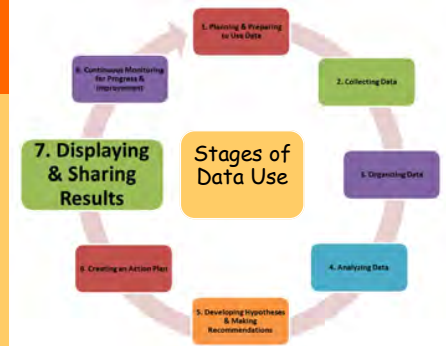 1. Planning & Preparing
to Use Data
2. Collecting Data
3. Organizing Data
4. Analyzing Data
5. Developing Hypotheses
& Making
Recommendations
6. Creating an Action Plan
7. Displaying
& Sharing
Results
8. Continuous Monitoring
for Progress &
Improvement
Stages of
Data Use